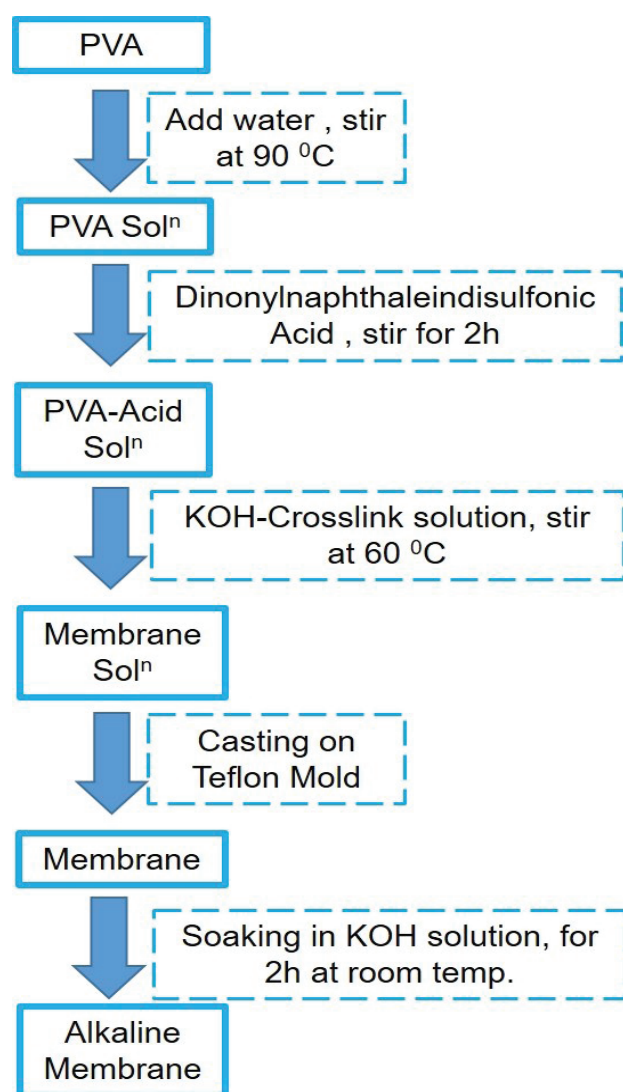 PVA
Add water , stir
at 90 ⁰C
PVA Solⁿ
Dinonylnaphthaleindisulfonic
Acid , stir for 2h
PVA-Acid
Solⁿ
KOH-Crosslink solution, stir
at 60 ⁰C
Membrane
Solⁿ
Casting on
Teflon Mold
Membrane
Soaking in KOH solution, for
2h at room temp.
Alkaline
Membrane